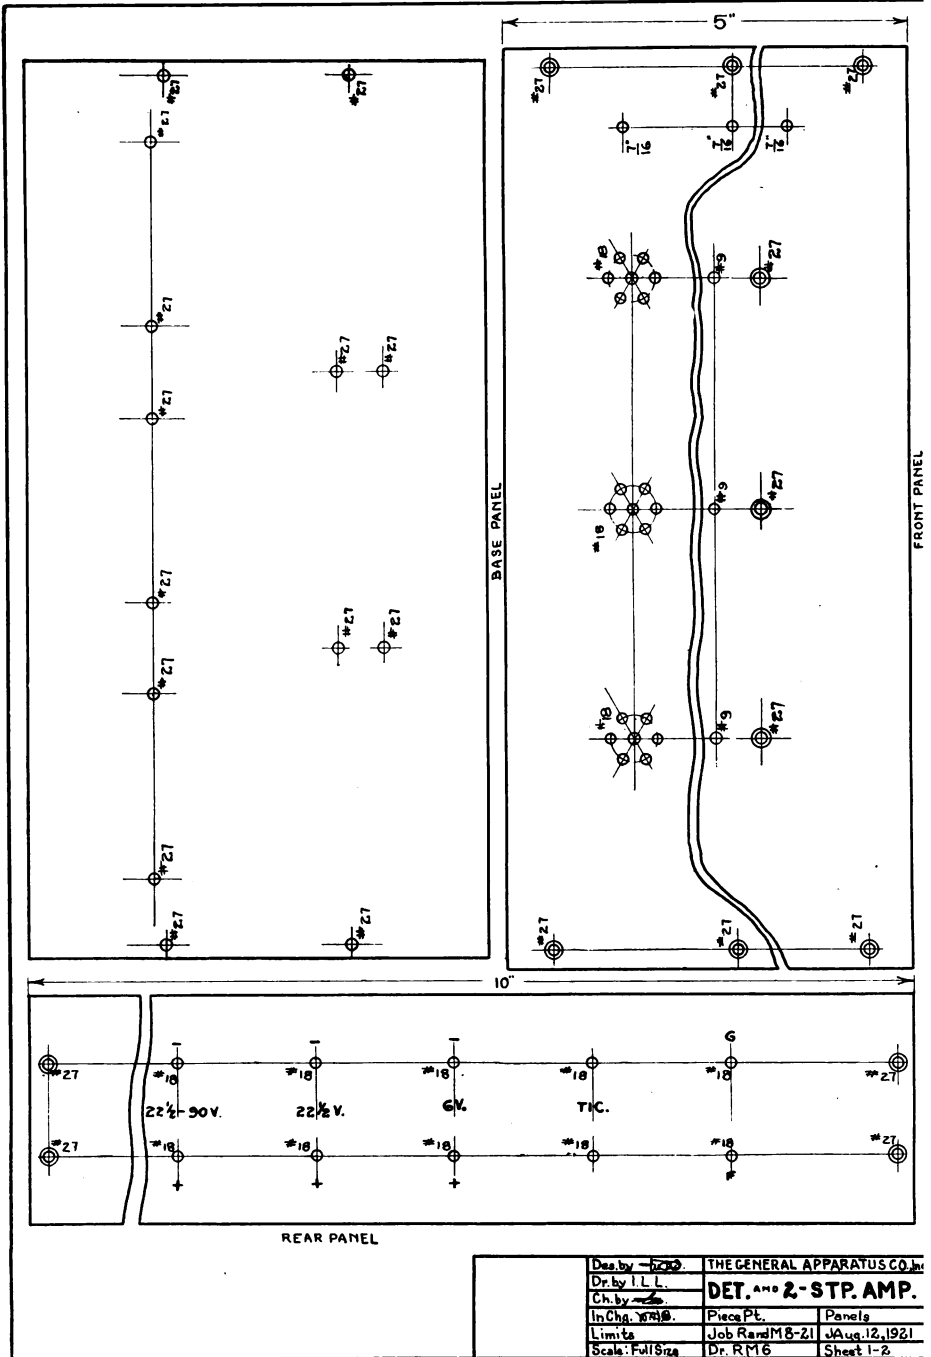 5"
#27
#27
#27
#27
#27
#27
#27
#27
#27
#27
#27
#27
#27
#27
BASE PANEL
#27
#27
#27
7/16"
7/16"
7/16
#18
#9
#27
#18
#9
#27
#18
#9
#27
#27
#27
#27
FRONT PANEL
10"
- - - G
#27 #18 #18 #18 #18 #18 #27
22½-90V. 22½V. 6V. TIC.
#27 #18 #18 #18 #18 #18 #27
+ + + #
REAR PANEL
Des. by
Dr. by I.L.L.
Ch. by
In Chg.
Limits
Scale: Full Size
THE GENERAL APPARATUS CO. Inc
DET. AND 2-STP. AMP.
Piece Pt. Panels
Job RandM 8-21 JAug. 12, 1921
Dr. RM6 Sheet 1-2